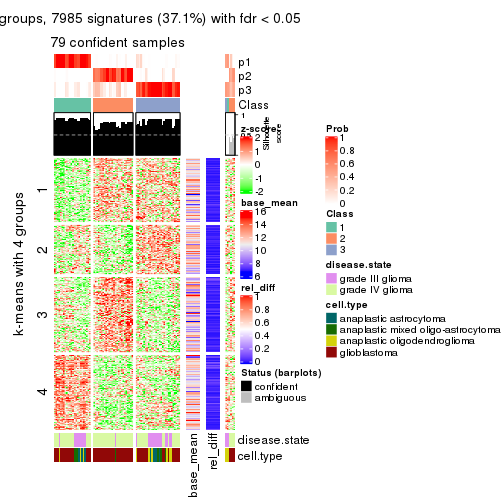 groups, 7985 signatures (37.1%) with fdr < 0.05
79 confident samples
p1
p2
p3
Class
1
Silhouette
score
z-score
2
1
0
-1
-2
base_mean
16
14
12
10
8
6
rel_diff
1
0.8
0.6
0.4
0.2
0
Status (barplots)
confident
ambiguous
Prob
1
0.8
0.6
0.4
0.2
0
Class
1
2
3
disease.state
grade III glioma
grade IV glioma
cell.type
anaplastic astrocytoma
anaplastic mixed oligo-astrocytoma
anaplastic oligodendroglioma
glioblastoma
k-means with 4 groups
1
2
3
4
disease.state
cell.type
base_mean
rel_diff